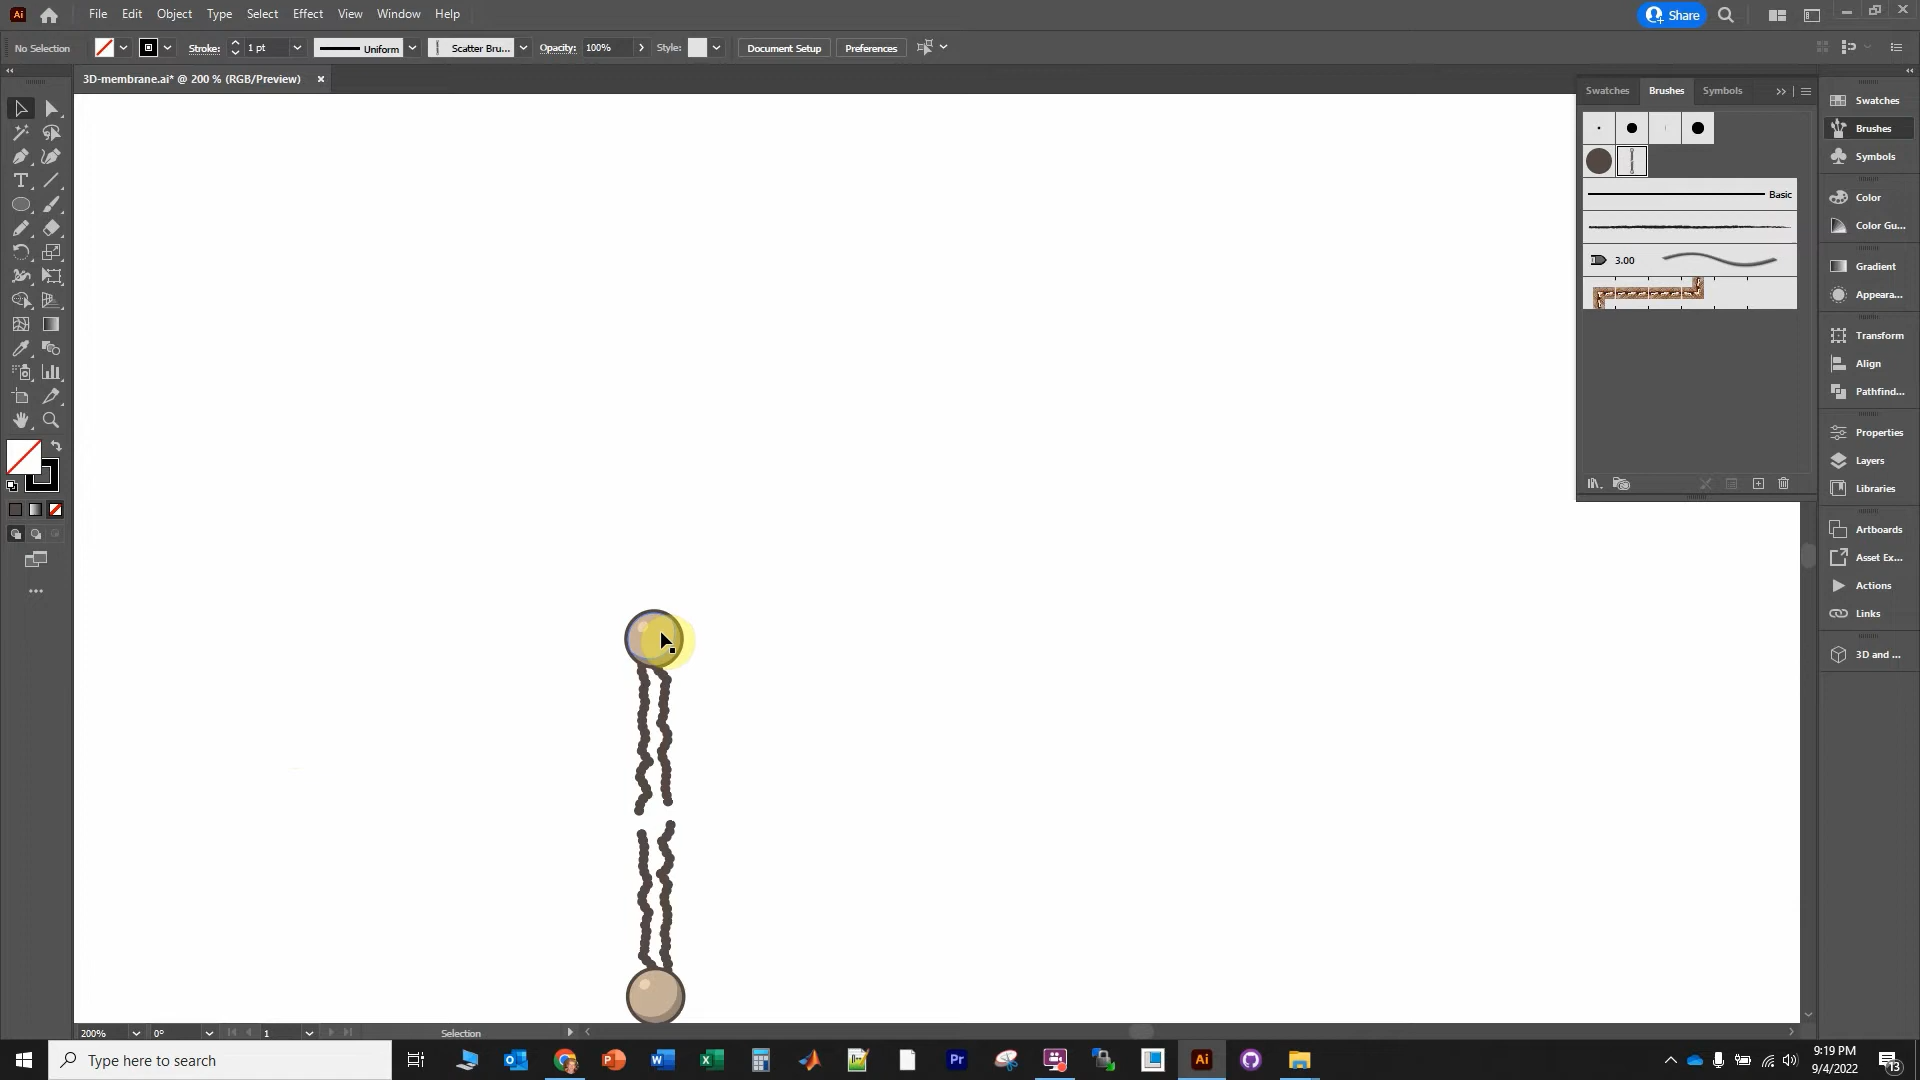 Ai File Edit Object Type Select Effect View Window Help Share
No Selection Stroke: 1 pt Uniform Scatter Bru... Opacity: 100% Style: Document Setup Preferences
3D-membrane.ai* @ 200 % (RGB/Preview) ×
Swatches Brushes Symbols
Basic
3.00
Swatches
Brushes
Symbols
Color
Color Gu...
Gradient
Appeara...
Transform
Align
Pathfind...
Properties
Layers
Libraries
Artboards
Asset Ex...
Actions
Links
3D and ...
200% 0° 1 Selection
Type here to search
Pr Ai
9:19 PM
9/4/2022
13